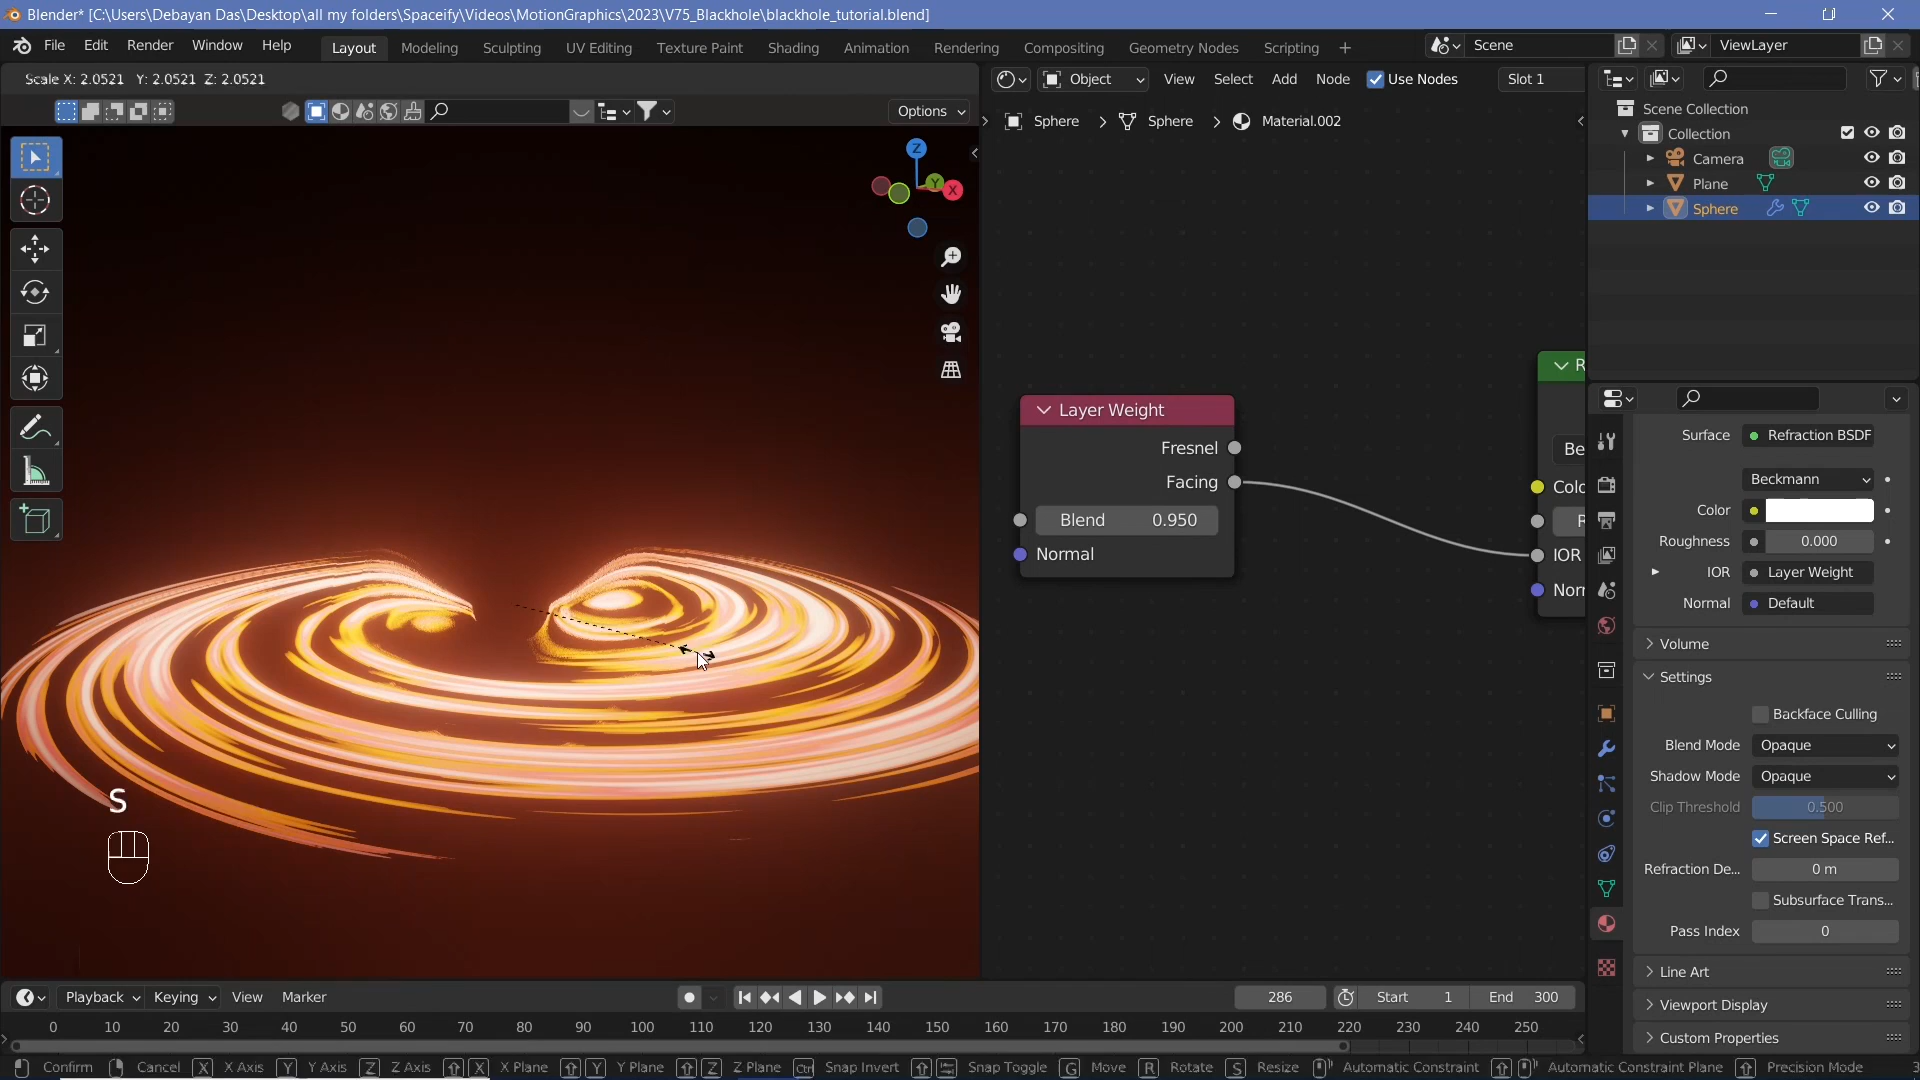 Blender* [C:\Users\Debayan Das\Desktop\all my folders\Spaceify\Videos\MotionGraphics\2023\V75_Blackhole\blackhole_tutorial.blend]
File Edit Render Window Help Layout Modeling Sculpting UV Editing Texture Paint Shading Animation Rendering Compositing Geometry Nodes Scripting + Scene ViewLayer
Scale X: 2.0521 Y: 2.0521 Z: 2.0521
Object View Select Add Node Use Nodes Slot 1
Options
Sphere > Sphere > Material.002
Scene Collection
Collection
Camera
Plane
Sphere
Z
Y
X
Layer Weight
Fresnel
Facing
Blend 0.950
Normal
R
Be
Colo
R
IOR
Norr
Surface Refraction BSDF
Beckmann
Color
Roughness 0.000
IOR Layer Weight
Normal Default
Volume
Settings
Backface Culling
Blend Mode Opaque
Shadow Mode Opaque
Clip Threshold 0.500
Screen Space Ref...
Refraction De... 0 m
Subsurface Trans...
Pass Index 0
Line Art
Viewport Display
Custom Properties
S
Playback Keying View Marker 286 Start 1 End 300
0 10 20 30 40 50 60 70 80 90 100 110 120 130 140 150 160 170 180 190 200 210 220 230 240 250
Confirm Cancel X X Axis Y Y Axis Z Z Axis X X Plane Y Y Plane Z Z Plane Ctrl Snap Invert Snap Toggle G Move R Rotate S Resize Automatic Constraint Automatic Constraint Plane Precision Mode